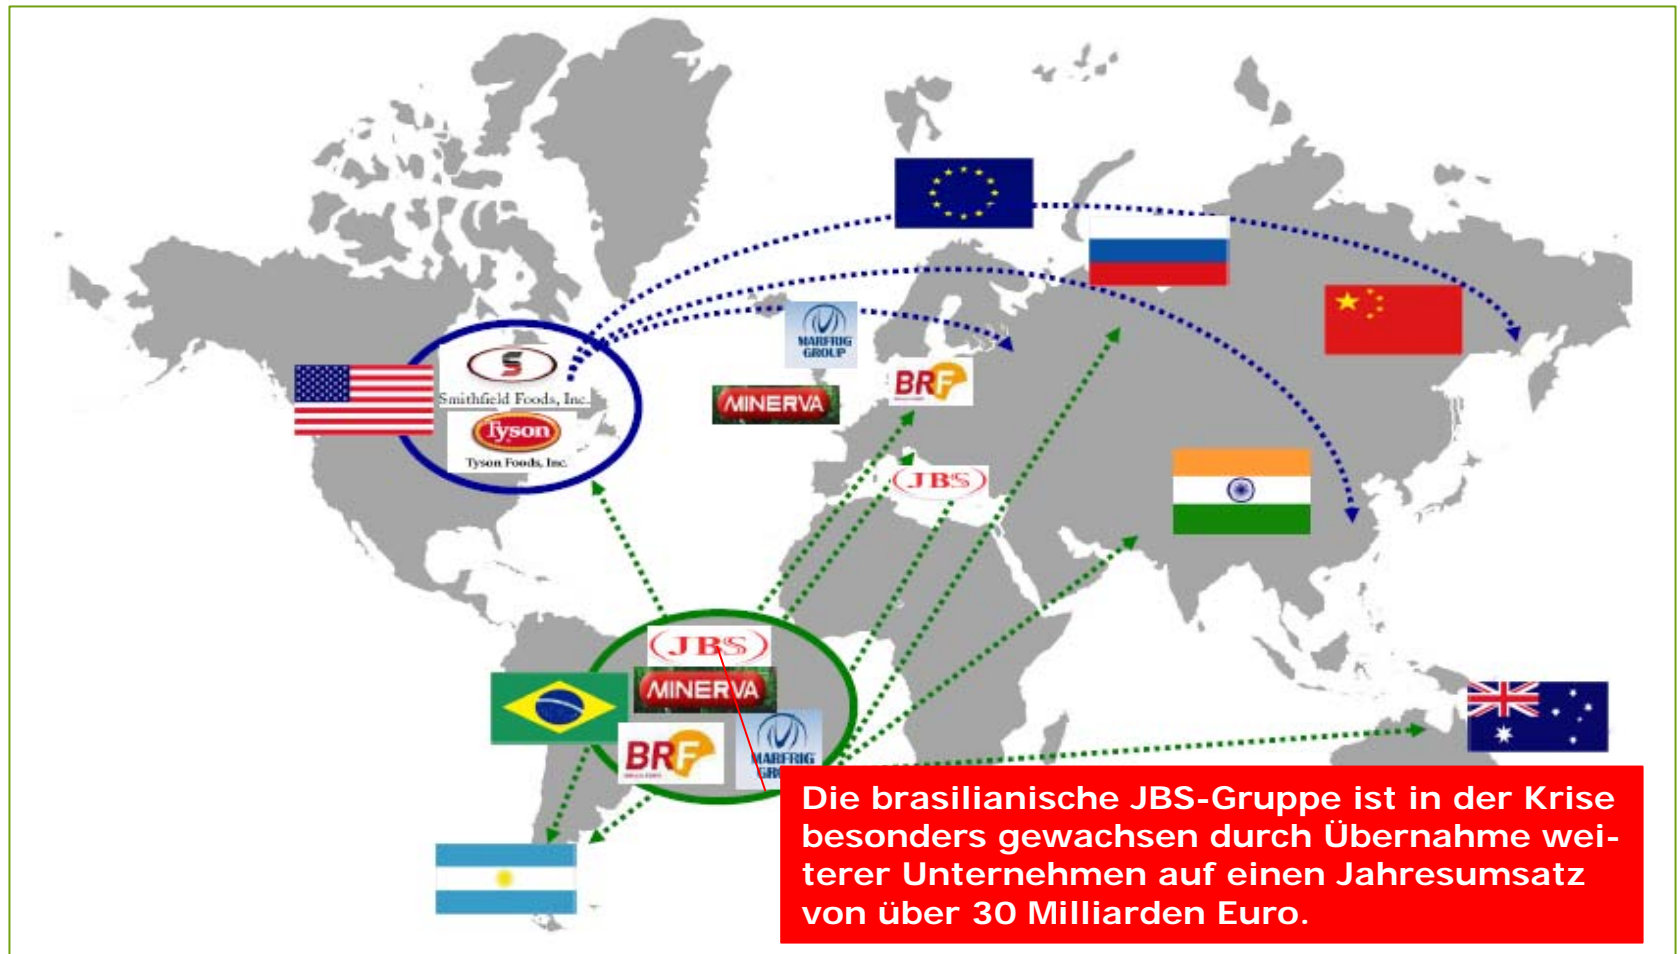 MARFRIG
GROUP
S
Smithfield Foods, Inc.
BRF
MINERVA
Tyson
Tyson Foods, Inc.
JBS
JBS
MINERVA
BRF
MARFRIG
Die brasilianische JBS-Gruppe ist in der Krise
besonders gewachsen durch Übernahme wei-
terer Unternehmen auf einen Jahresumsatz
von über 30 Milliarden Euro.